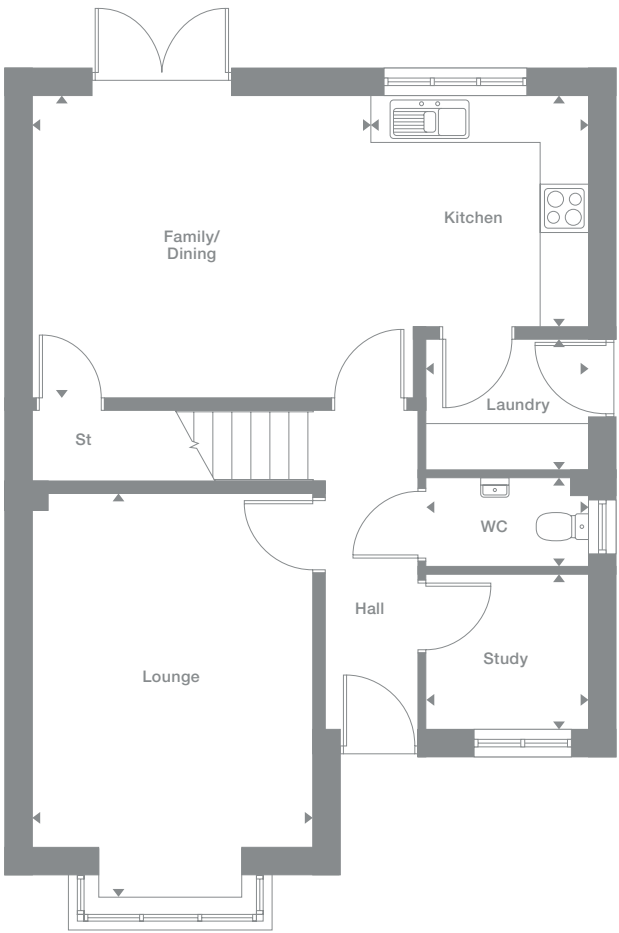 Family/
Dining
Kitchen
Laundry
St
WC
Hall
Study
Lounge